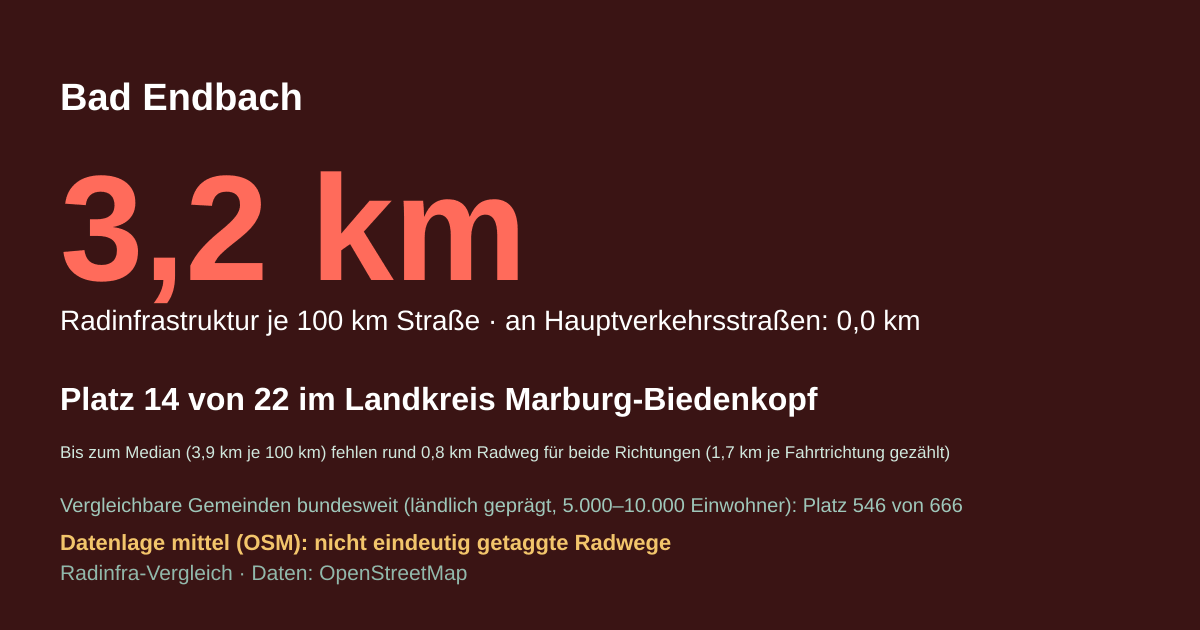 Bad Endbach
3,2 km
Radinfrastruktur je 100 km Straße · an Hauptverkehrsstraßen: 0,0 km
Platz 14 von 22 im Landkreis Marburg-Biedenkopf
Bis zum Median (3,9 km je 100 km) fehlen rund 0,8 km Radweg für beide Richtungen (1,7 km je Fahrtrichtung gezählt)
Vergleichbare Gemeinden bundesweit (ländlich geprägt, 5.000–10.000 Einwohner): Platz 546 von 666
Datenlage mittel (OSM): nicht eindeutig getaggte Radwege
Radinfra-Vergleich · Daten: OpenStreetMap